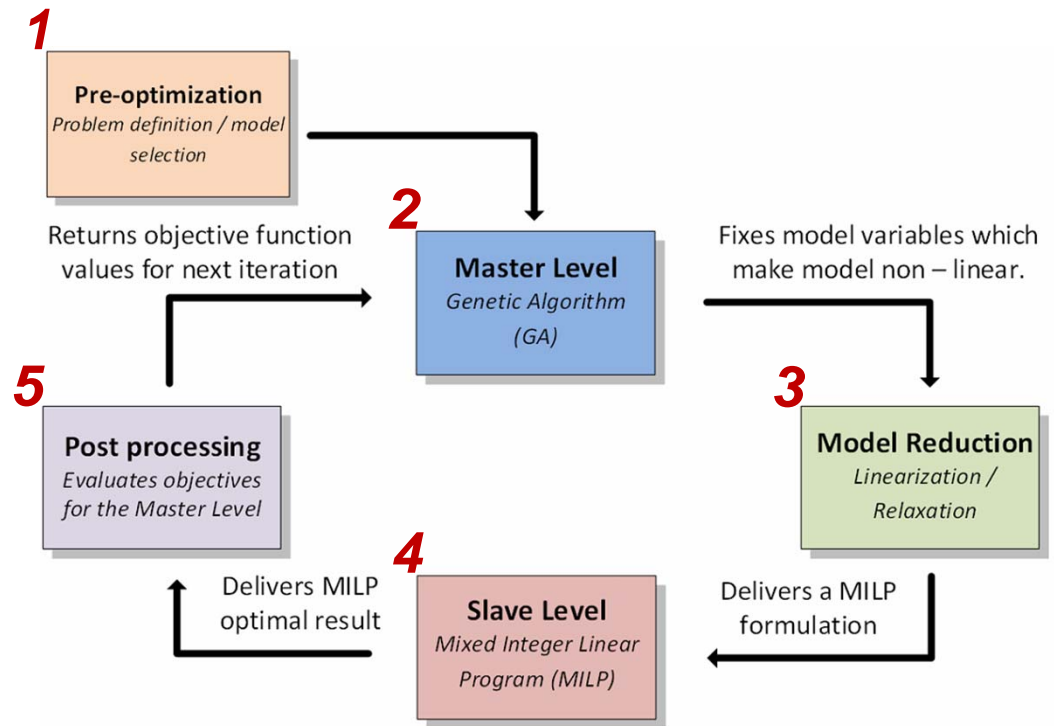 1
Pre-optimization
Problem definition / model
selection
2
Master Level
Genetic Algorithm
(GA)
Fixes model variables which
make model non – linear.
3
Model Reduction
Linearization /
Relaxation
Delivers a MILP
formulation
4
Slave Level
Mixed Integer Linear
Program (MILP)
Delivers MILP
optimal result
5
Post processing
Evaluates objectives
for the Master Level
Returns objective function
values for next iteration